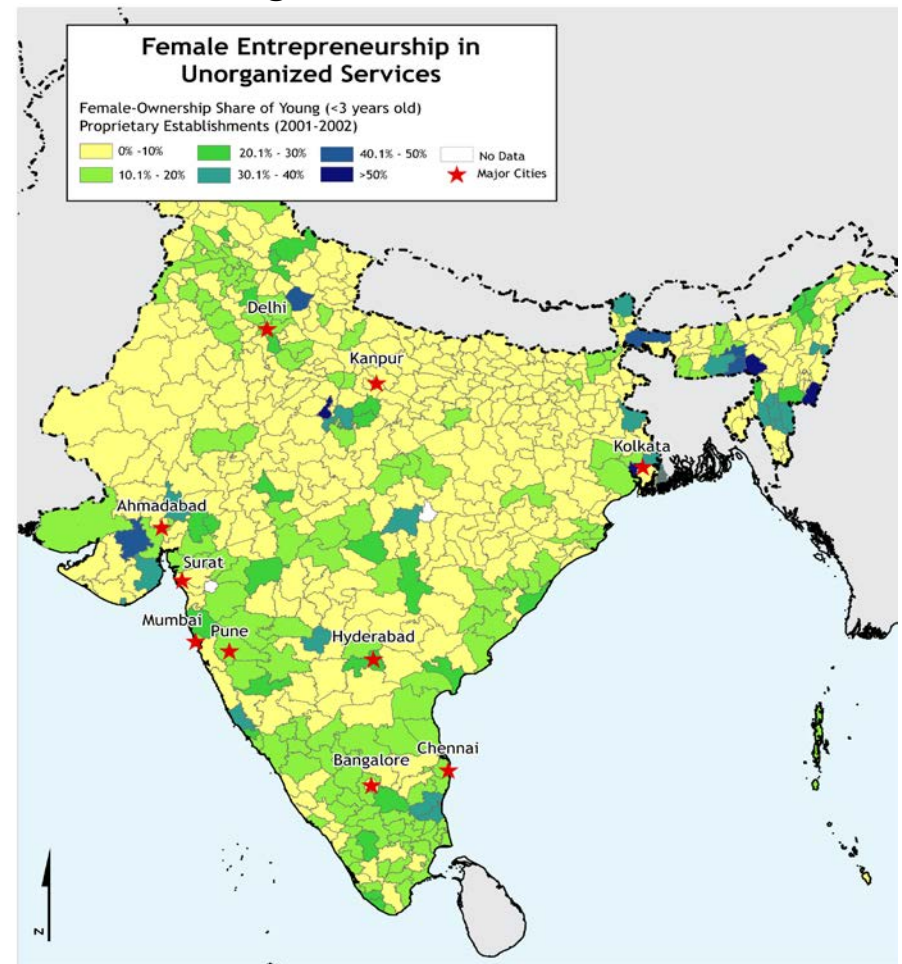 Female Entrepreneurship in
Unorganized Services
Female-Ownership Share of Young (<3 years old)
Proprietary Establishments (2001-2002)
0% -10%
20.1% - 30%
40.1% - 50%
No Data
10.1% - 20%
30.1% - 40%
>50%
Major Cities
Delhi
Kanpur
Kolkata
Ahmadabad
Surat
Mumbai
Pune
Hyderabad
Bangalore
Chennai
N